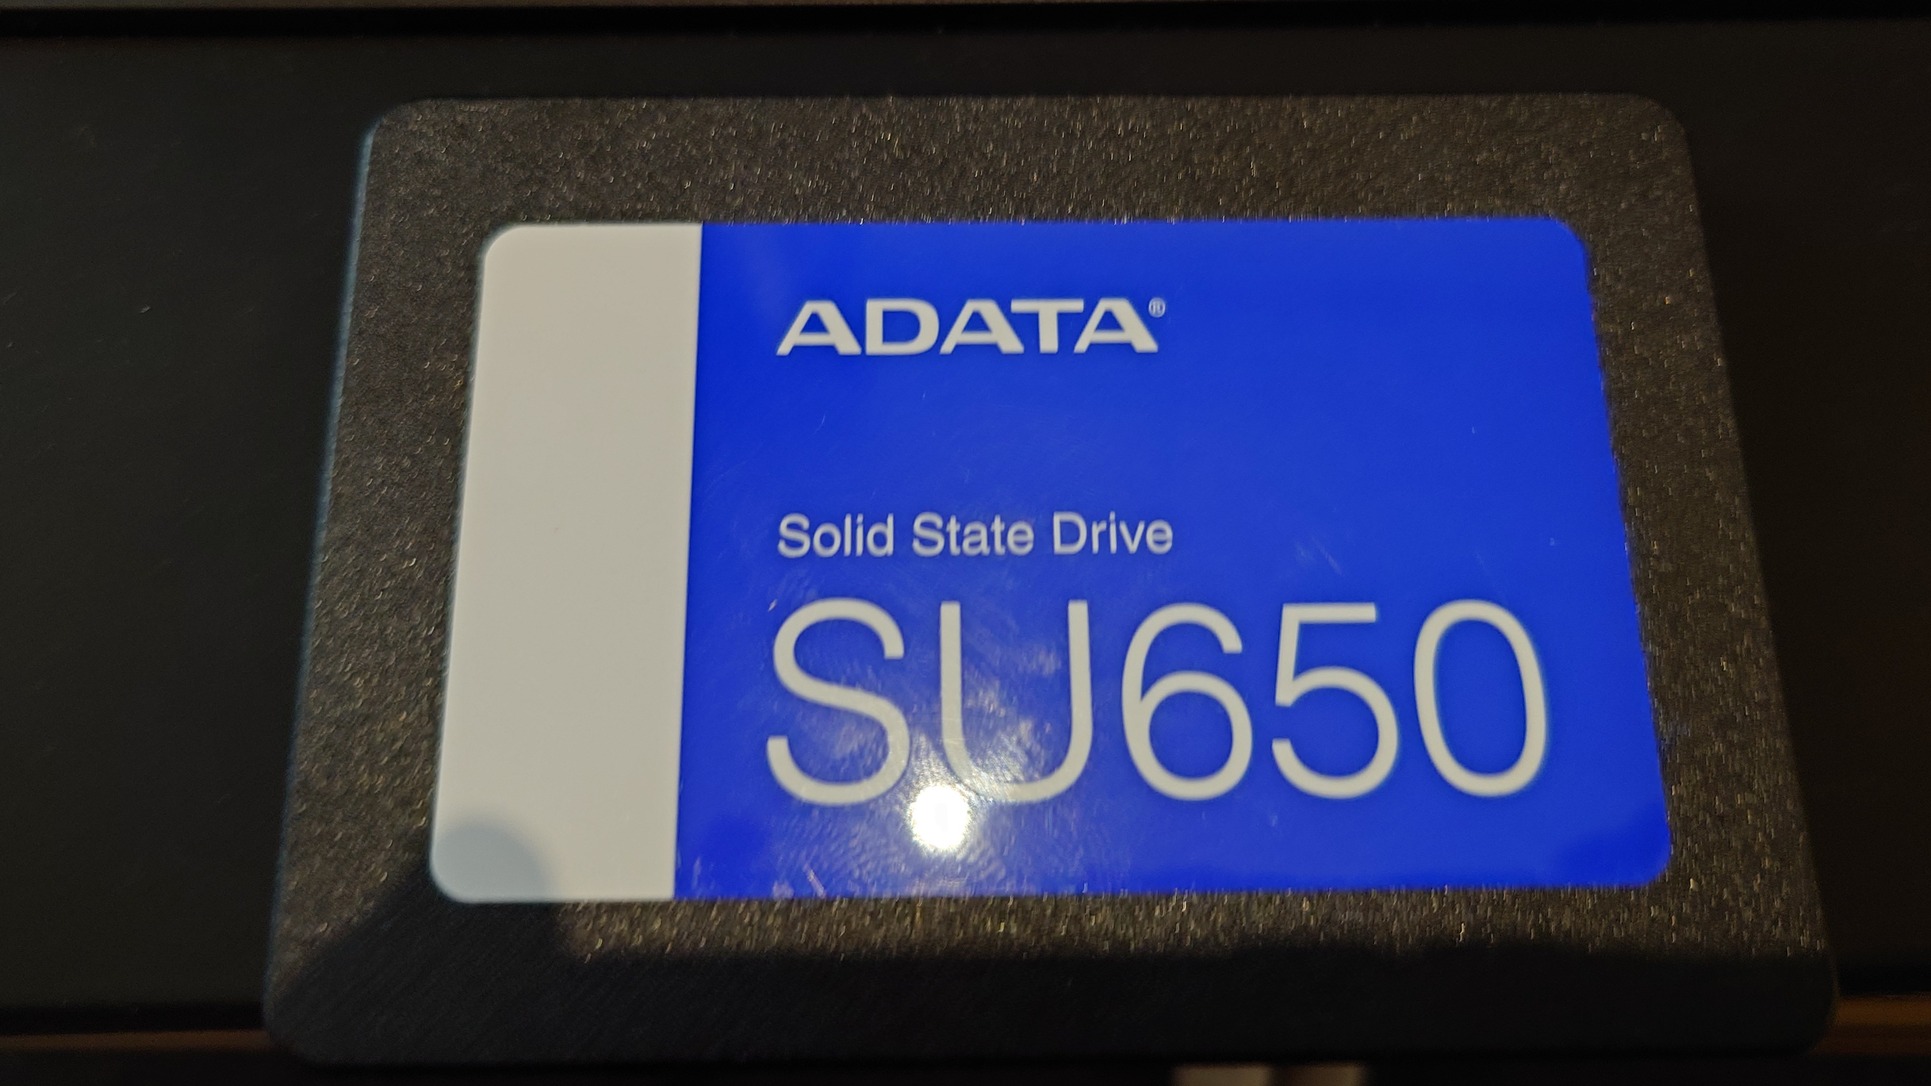 ADATA®
Solid State Drive
SU650